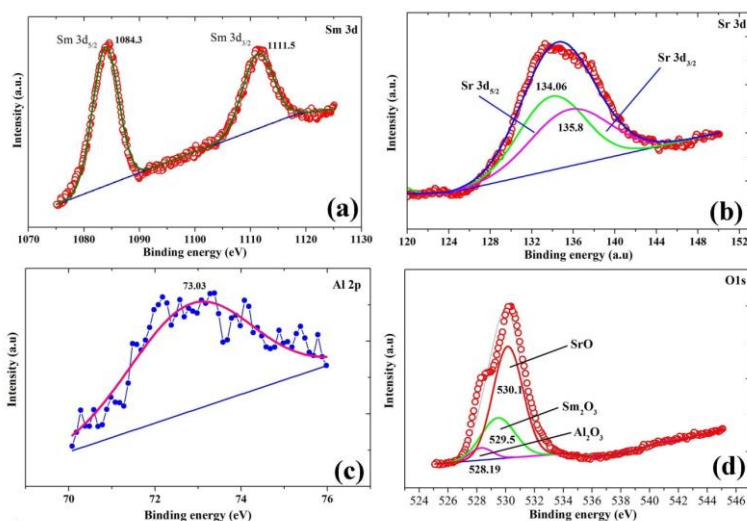 Sm 3d
Sm 3d5/2
1084.3
Sm 3d3/2
1111.5
Intensity (a.u.)
(a)
1070 1080 1090 1100 1110 1120 1130
Binding energy (eV)
Sr 3d
Sr 3d3/2
Sr 3d5/2
134.06
135.8
Intensity (a.u.)
(b)
120 124 128 132 136 140 144 148 152
Binding energy (a.u)
Al 2p
73.03
Intensity (a.u)
(c)
70 72 74 76
Binding energy (eV)
O1s
SrO
530.1
Sm2O3
529.5
Al2O3
528.19
Intensity (a.u)
(d)
524 526 528 530 532 534 536 538 540 542 544 546
Binding energy (eV)